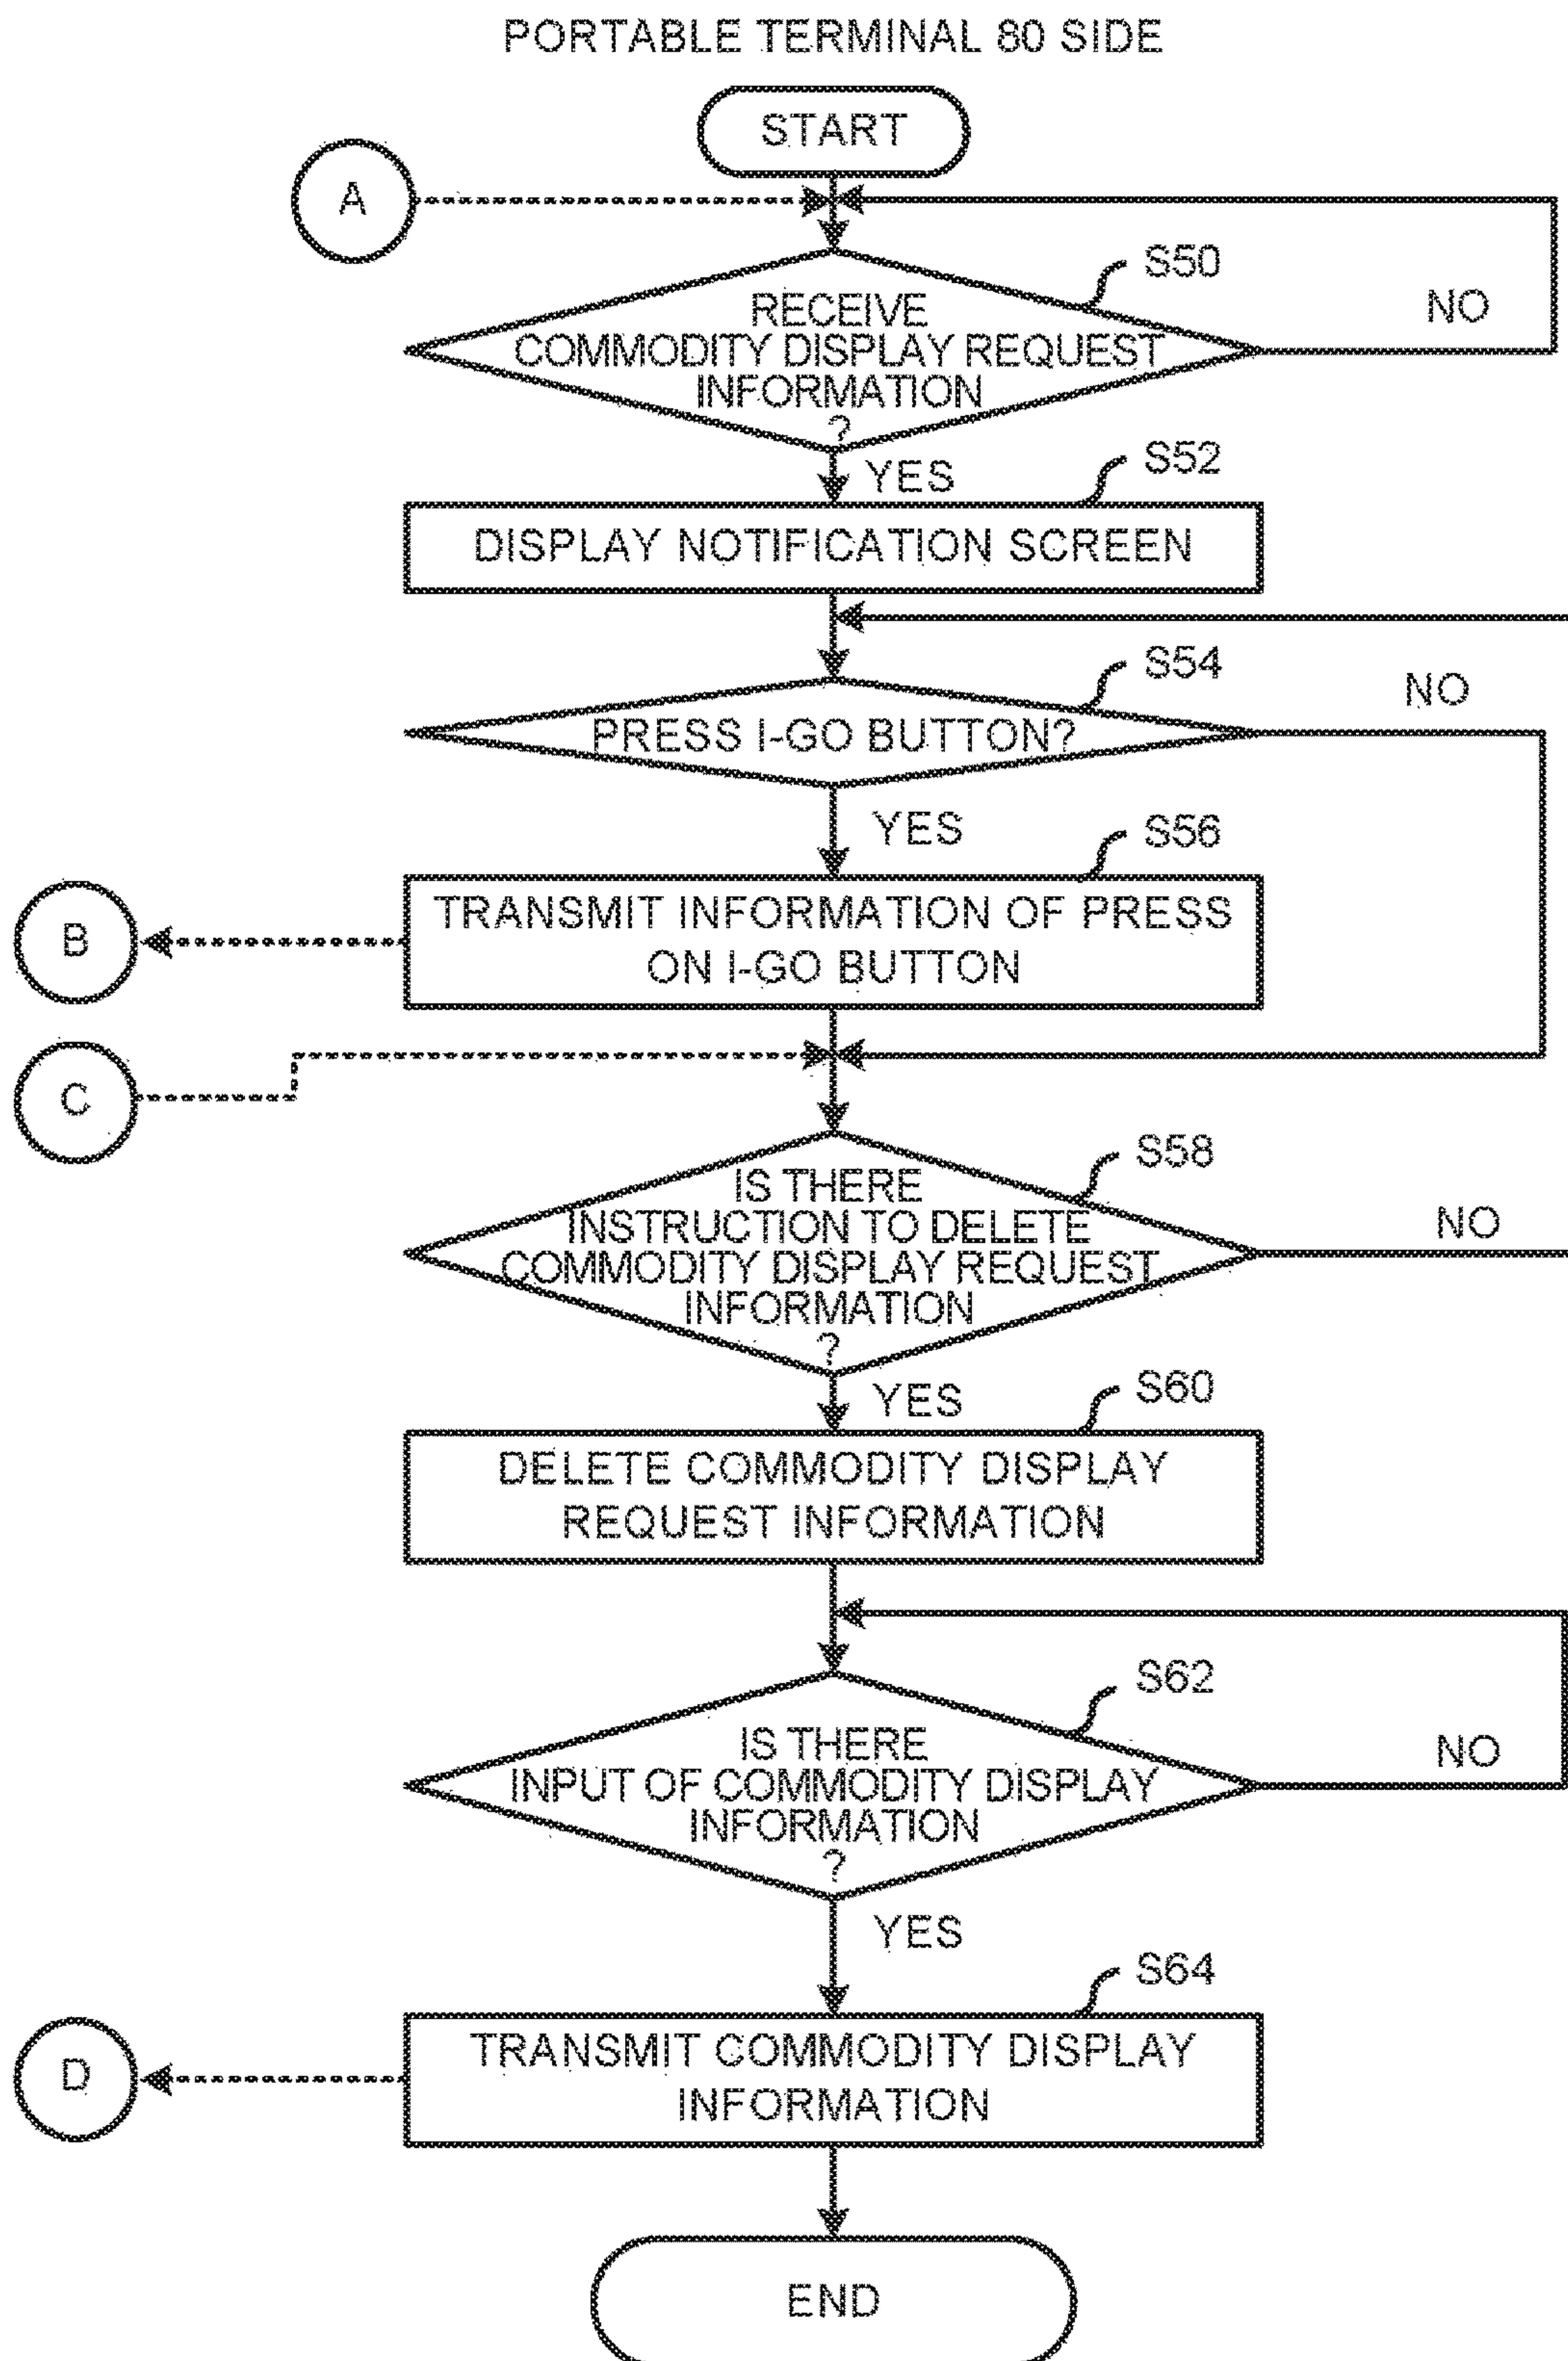 PORTABLE TERMINAL 80 SIDE
START
A
S50
RECEIVE
COMMODITY DISPLAY REQUEST
INFORMATION
?
NO
YES
S52
DISPLAY NOTIFICATION SCREEN
S54
NO
PRESS I-GO BUTTON?
YES
S56
TRANSMIT INFORMATION OF PRESS
ON I-GO BUTTON
B
C
S58
IS THERE
INSTRUCTION TO DELETE
COMMODITY DISPLAY REQUEST
INFORMATION
?
NO
YES
S60
DELETE COMMODITY DISPLAY
REQUEST INFORMATION
S62
IS THERE
INPUT OF COMMODITY DISPLAY
INFORMATION
?
NO
YES
S64
TRANSMIT COMMODITY DISPLAY
INFORMATION
D
END